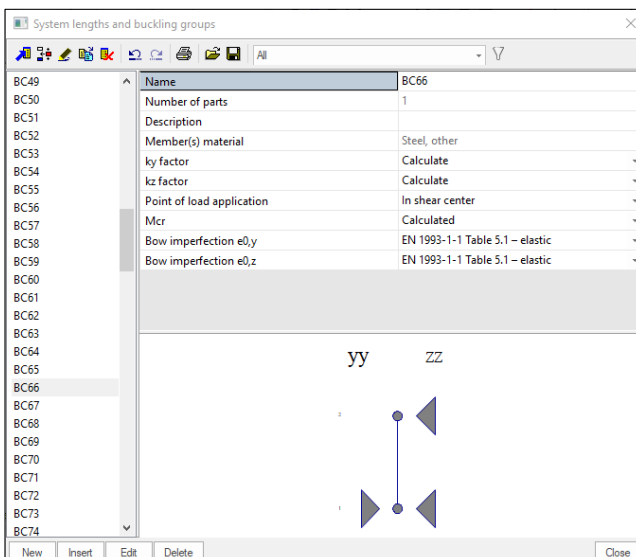 System lengths and buckling groups
All
BC49
BC50
BC51
BC52
BC53
BC54
BC55
BC56
BC57
BC58
BC59
BC60
BC61
BC62
BC63
BC64
BC65
BC66
BC67
BC68
BC69
BC70
BC71
BC72
BC73
BC74
Name BC66
Number of parts 1
Description
Member(s) material Steel, other
ky factor Calculate
kz factor Calculate
Point of load application In shear center
Mcr Calculated
Bow imperfection e0,y EN 1993-1-1 Table 5.1 – elastic
Bow imperfection e0,z EN 1993-1-1 Table 5.1 – elastic
yy zz
New Insert Edit Delete Close